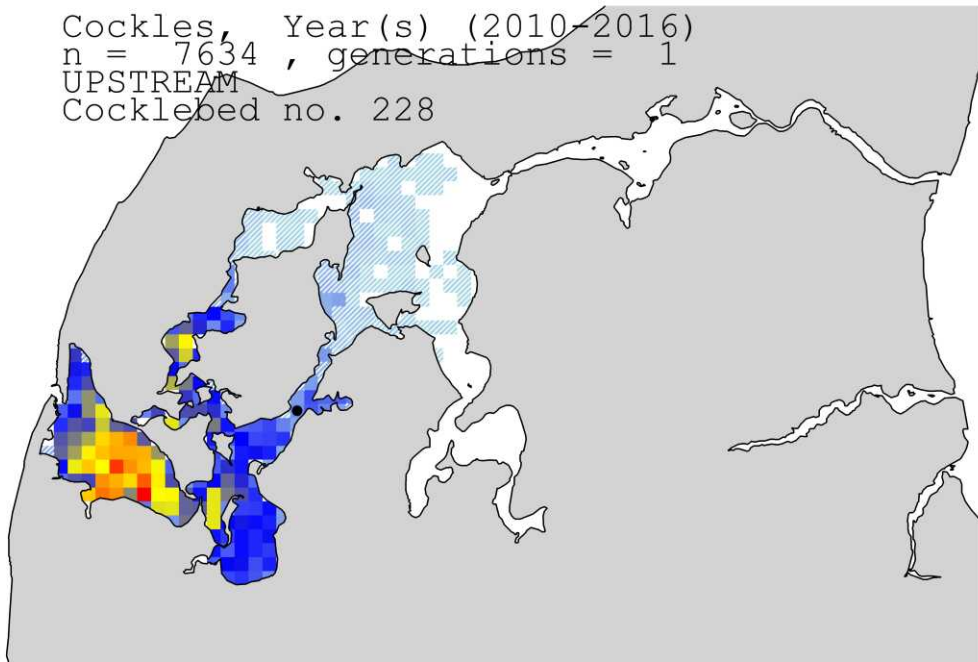 Cockles, Year(s) (2010-2016)
n = 7634 , generations = 1
UPSTREAM
Cocklebed no. 228